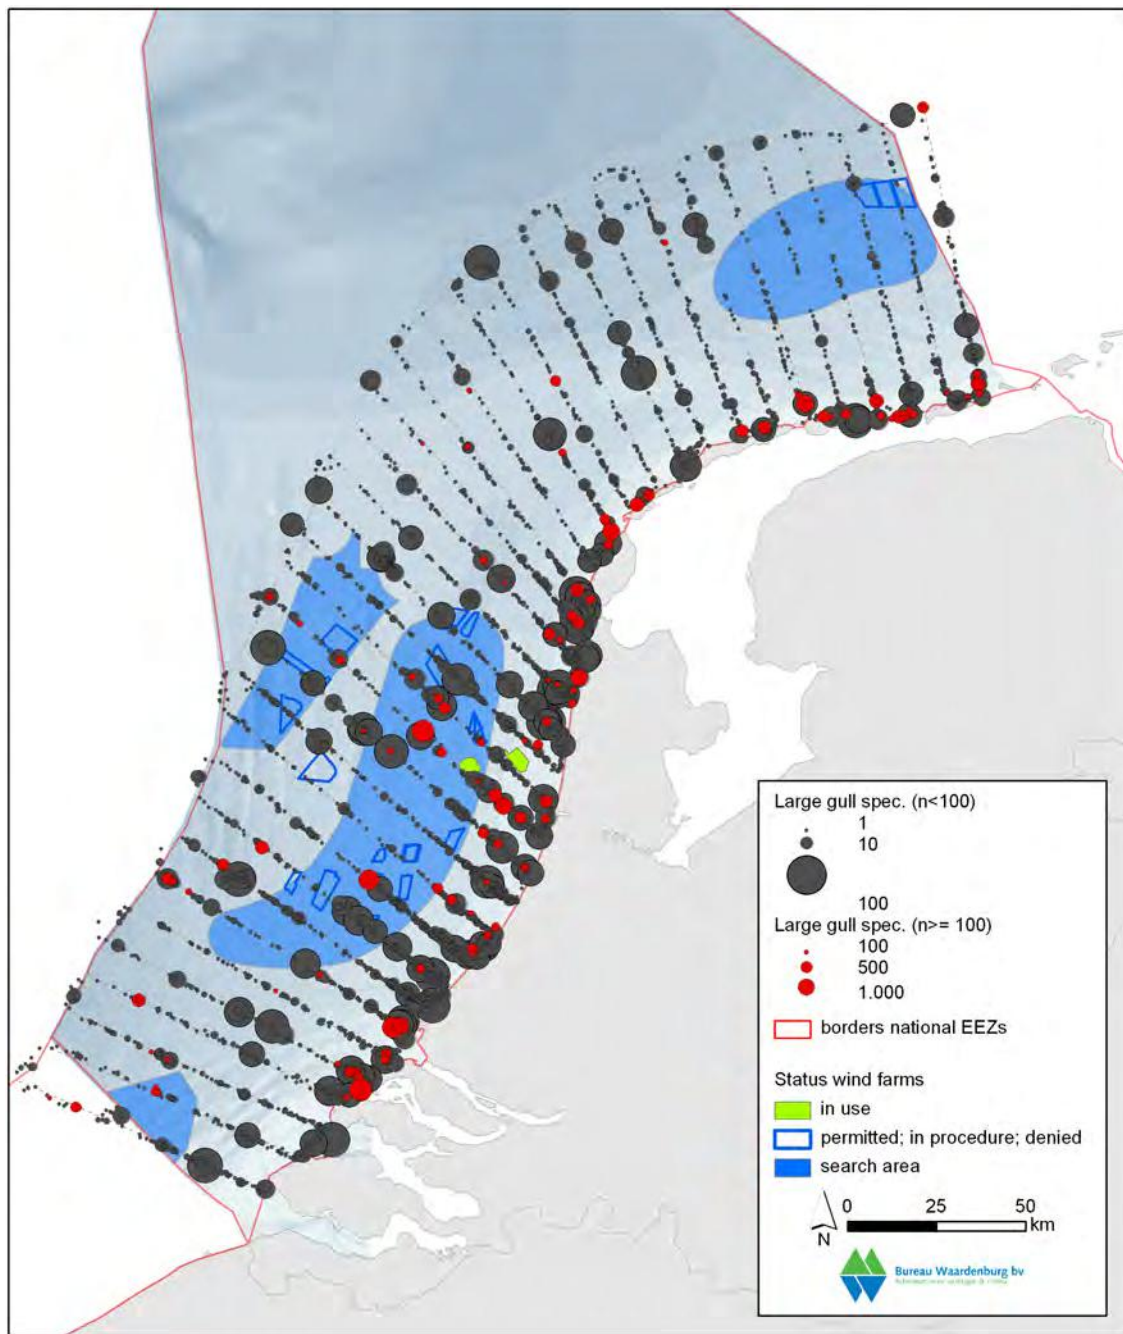 Large gull spec. (n<100)
1
10
100
Large gull spec. (n>= 100)
100
500
1.000
borders national EEZs
Status wind farms
in use
permitted; in procedure; denied
search area
0 25 50
km
N
Bureau Waardenburg bv